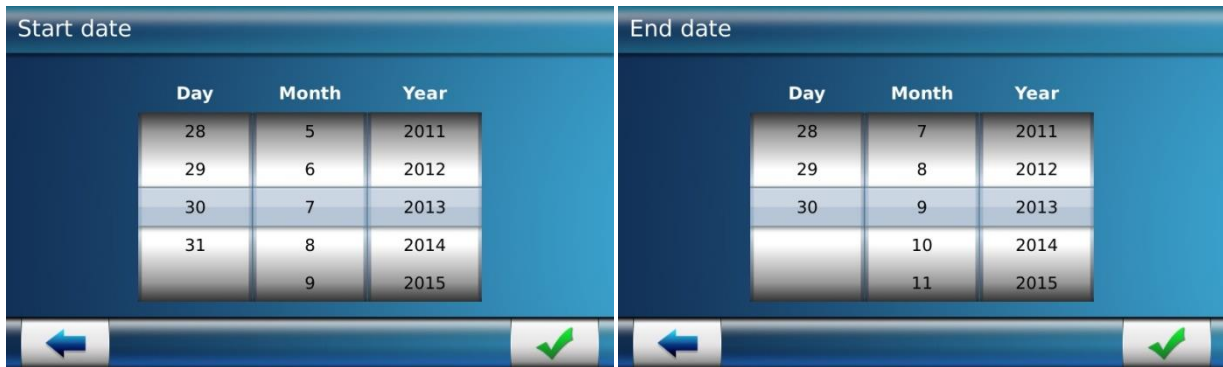 Start date
Day Month Year
28 5 2011
29 6 2012
30 7 2013
31 8 2014
9 2015
End date
Day Month Year
28 7 2011
29 8 2012
30 9 2013
10 2014
11 2015